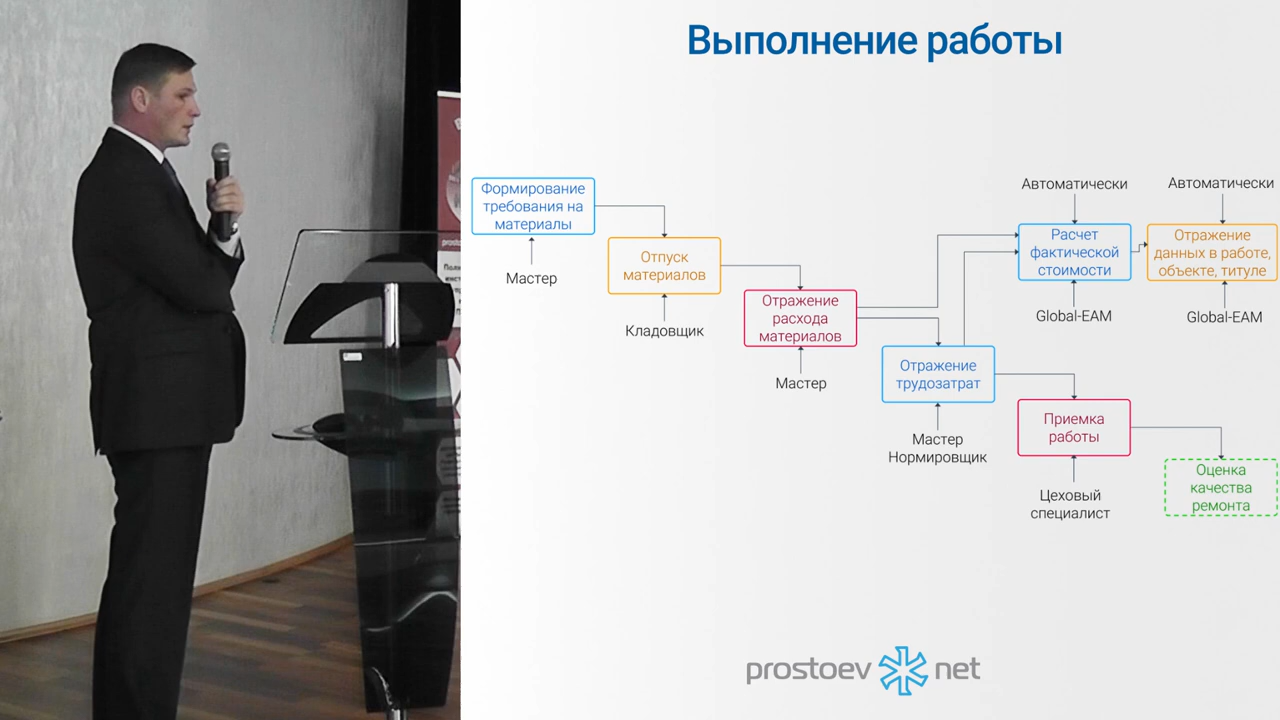 Выполнение работы
Формирование
требования на
материалы
Мастер
Отпуск
материалов
Кладовщик
Отражение
расхода
материалов
Мастер
Отражение
трудозатрат
Мастер
Нормировщик
Автоматически
Расчет
фактической
стоимости
Global-EAM
Автоматически
Отражение
данных в работе,
объекте, титуле
Global-EAM
Приемка
работы
Цеховый
специалист
Оценка
качества
ремонта
prostoev net